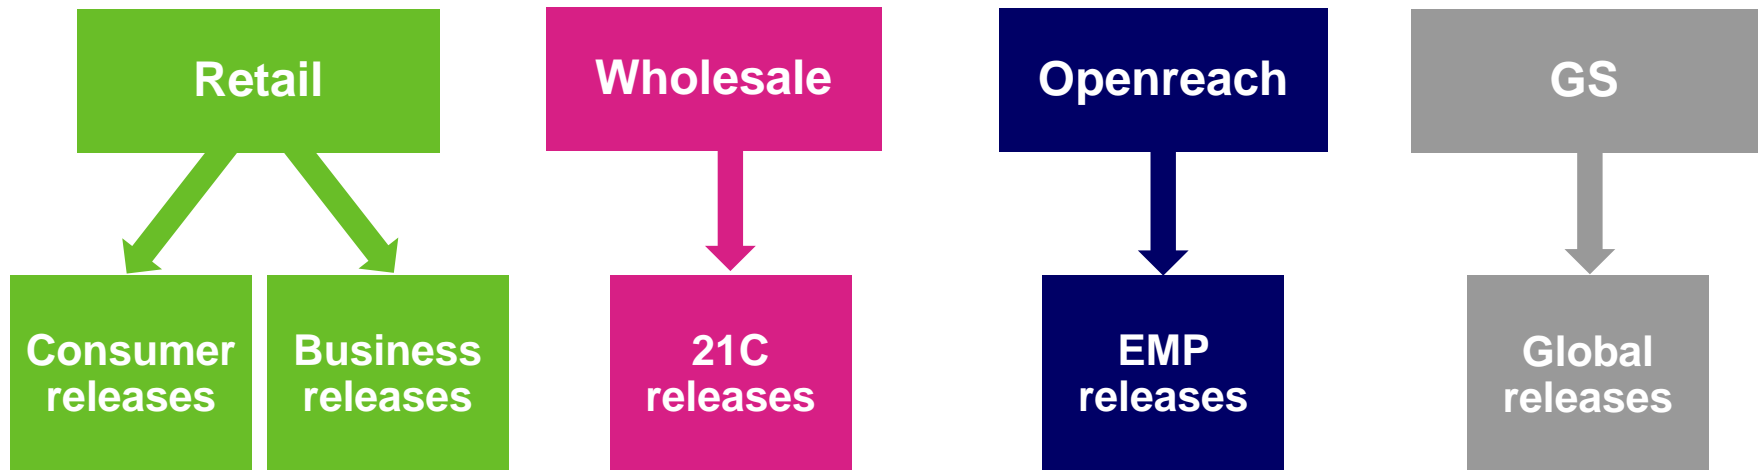 Retail
Wholesale
Openreach
GS
Consumer
releases
Business
releases
21C
releases
EMP
releases
Global
releases